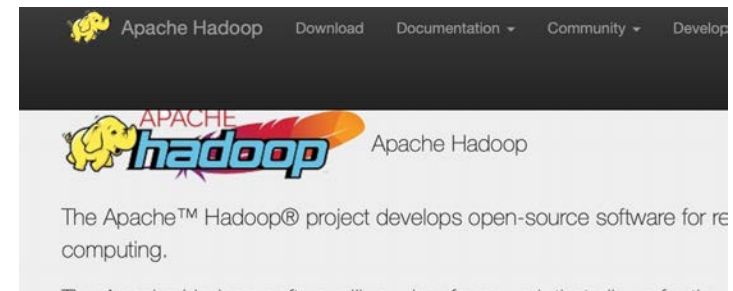 Apache Hadoop Download Documentation Community Develop
APACHE
hadoop
Apache Hadoop
The Apache™ Hadoop® project develops open-source software for re
computing.